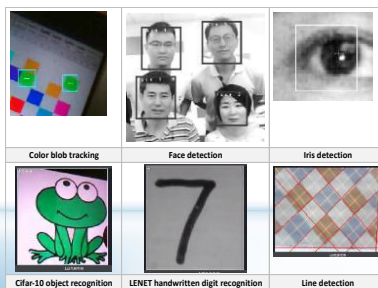 Color blob tracking
Face detection
Iris detection
7
Cifar-10 object recognition
LENET handwritten digit recognition
Line detection